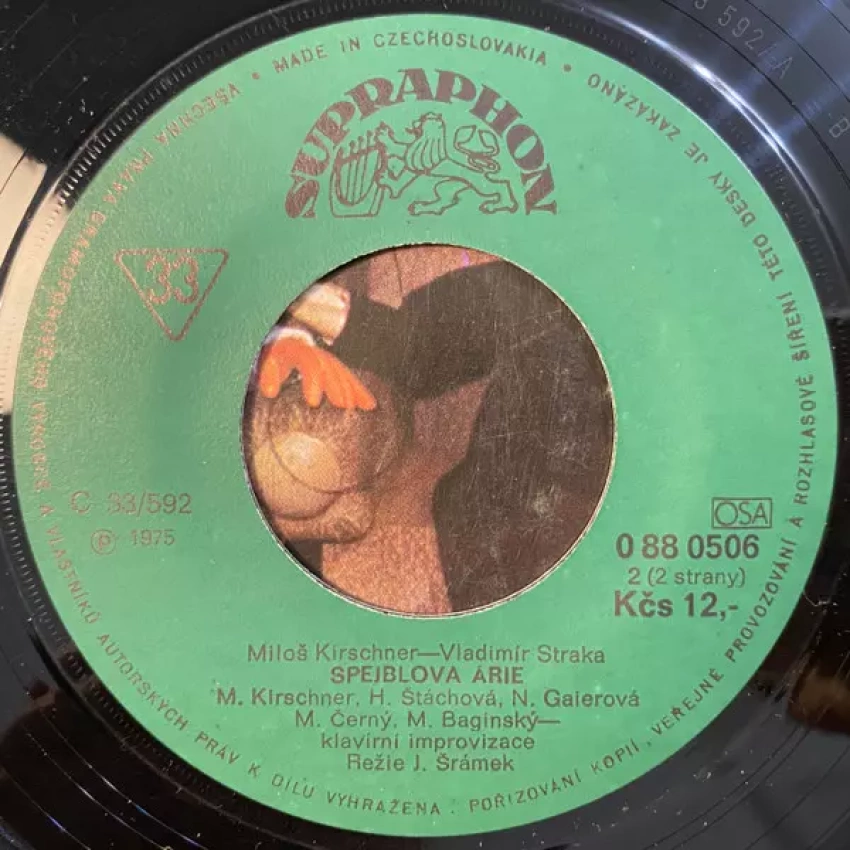 MADE IN CZECHOSLOVAKIA • VŠECHNA PRÁVA GRAMOFONOVÝCH VÝROBCŮ A VLASTNÍKŮ AUTORSKÝCH PRÁV K DÍLU VYHRAŽENA. POŘIZOVÁNÍ KOPIÍ, VEŘEJNÉ PROVOZOVÁNÍ A ROZHLASOVÉ ŠÍŘENÍ TÉTO DESKY JE ZAKÁZÁNO •
SUPRAPHON
33
C 33/592
Ⓟ 1975
OSA
0 88 0506
2 (2 strany)
Kčs 12,-
Miloš Kirschner—Vladimír Straka
SPEJBLOVA ÁRIE
M. Kirschner, H. Štáchová, N. Gaierová
M. Černý, M. Baginský—
klavírní improvizace
Režie J. Šrámek